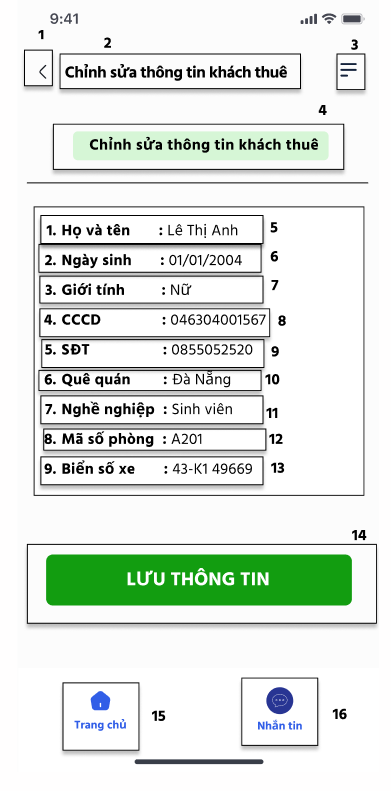 9:41
1
2
3
Chỉnh sửa thông tin khách thuê
4
Chỉnh sửa thông tin khách thuê
1. Họ và tên : Lê Thị Anh 5
2. Ngày sinh : 01/01/2004 6
3. Giới tính : Nữ 7
4. CCCD : 046304001567 8
5. SĐT : 0855052520 9
6. Quê quán : Đà Nẵng 10
7. Nghề nghiệp : Sinh viên 11
8. Mã số phòng : A201 12
9. Biển số xe : 43-K1 49669 13
14
LƯU THÔNG TIN
Trang chủ 15
Nhắn tin 16